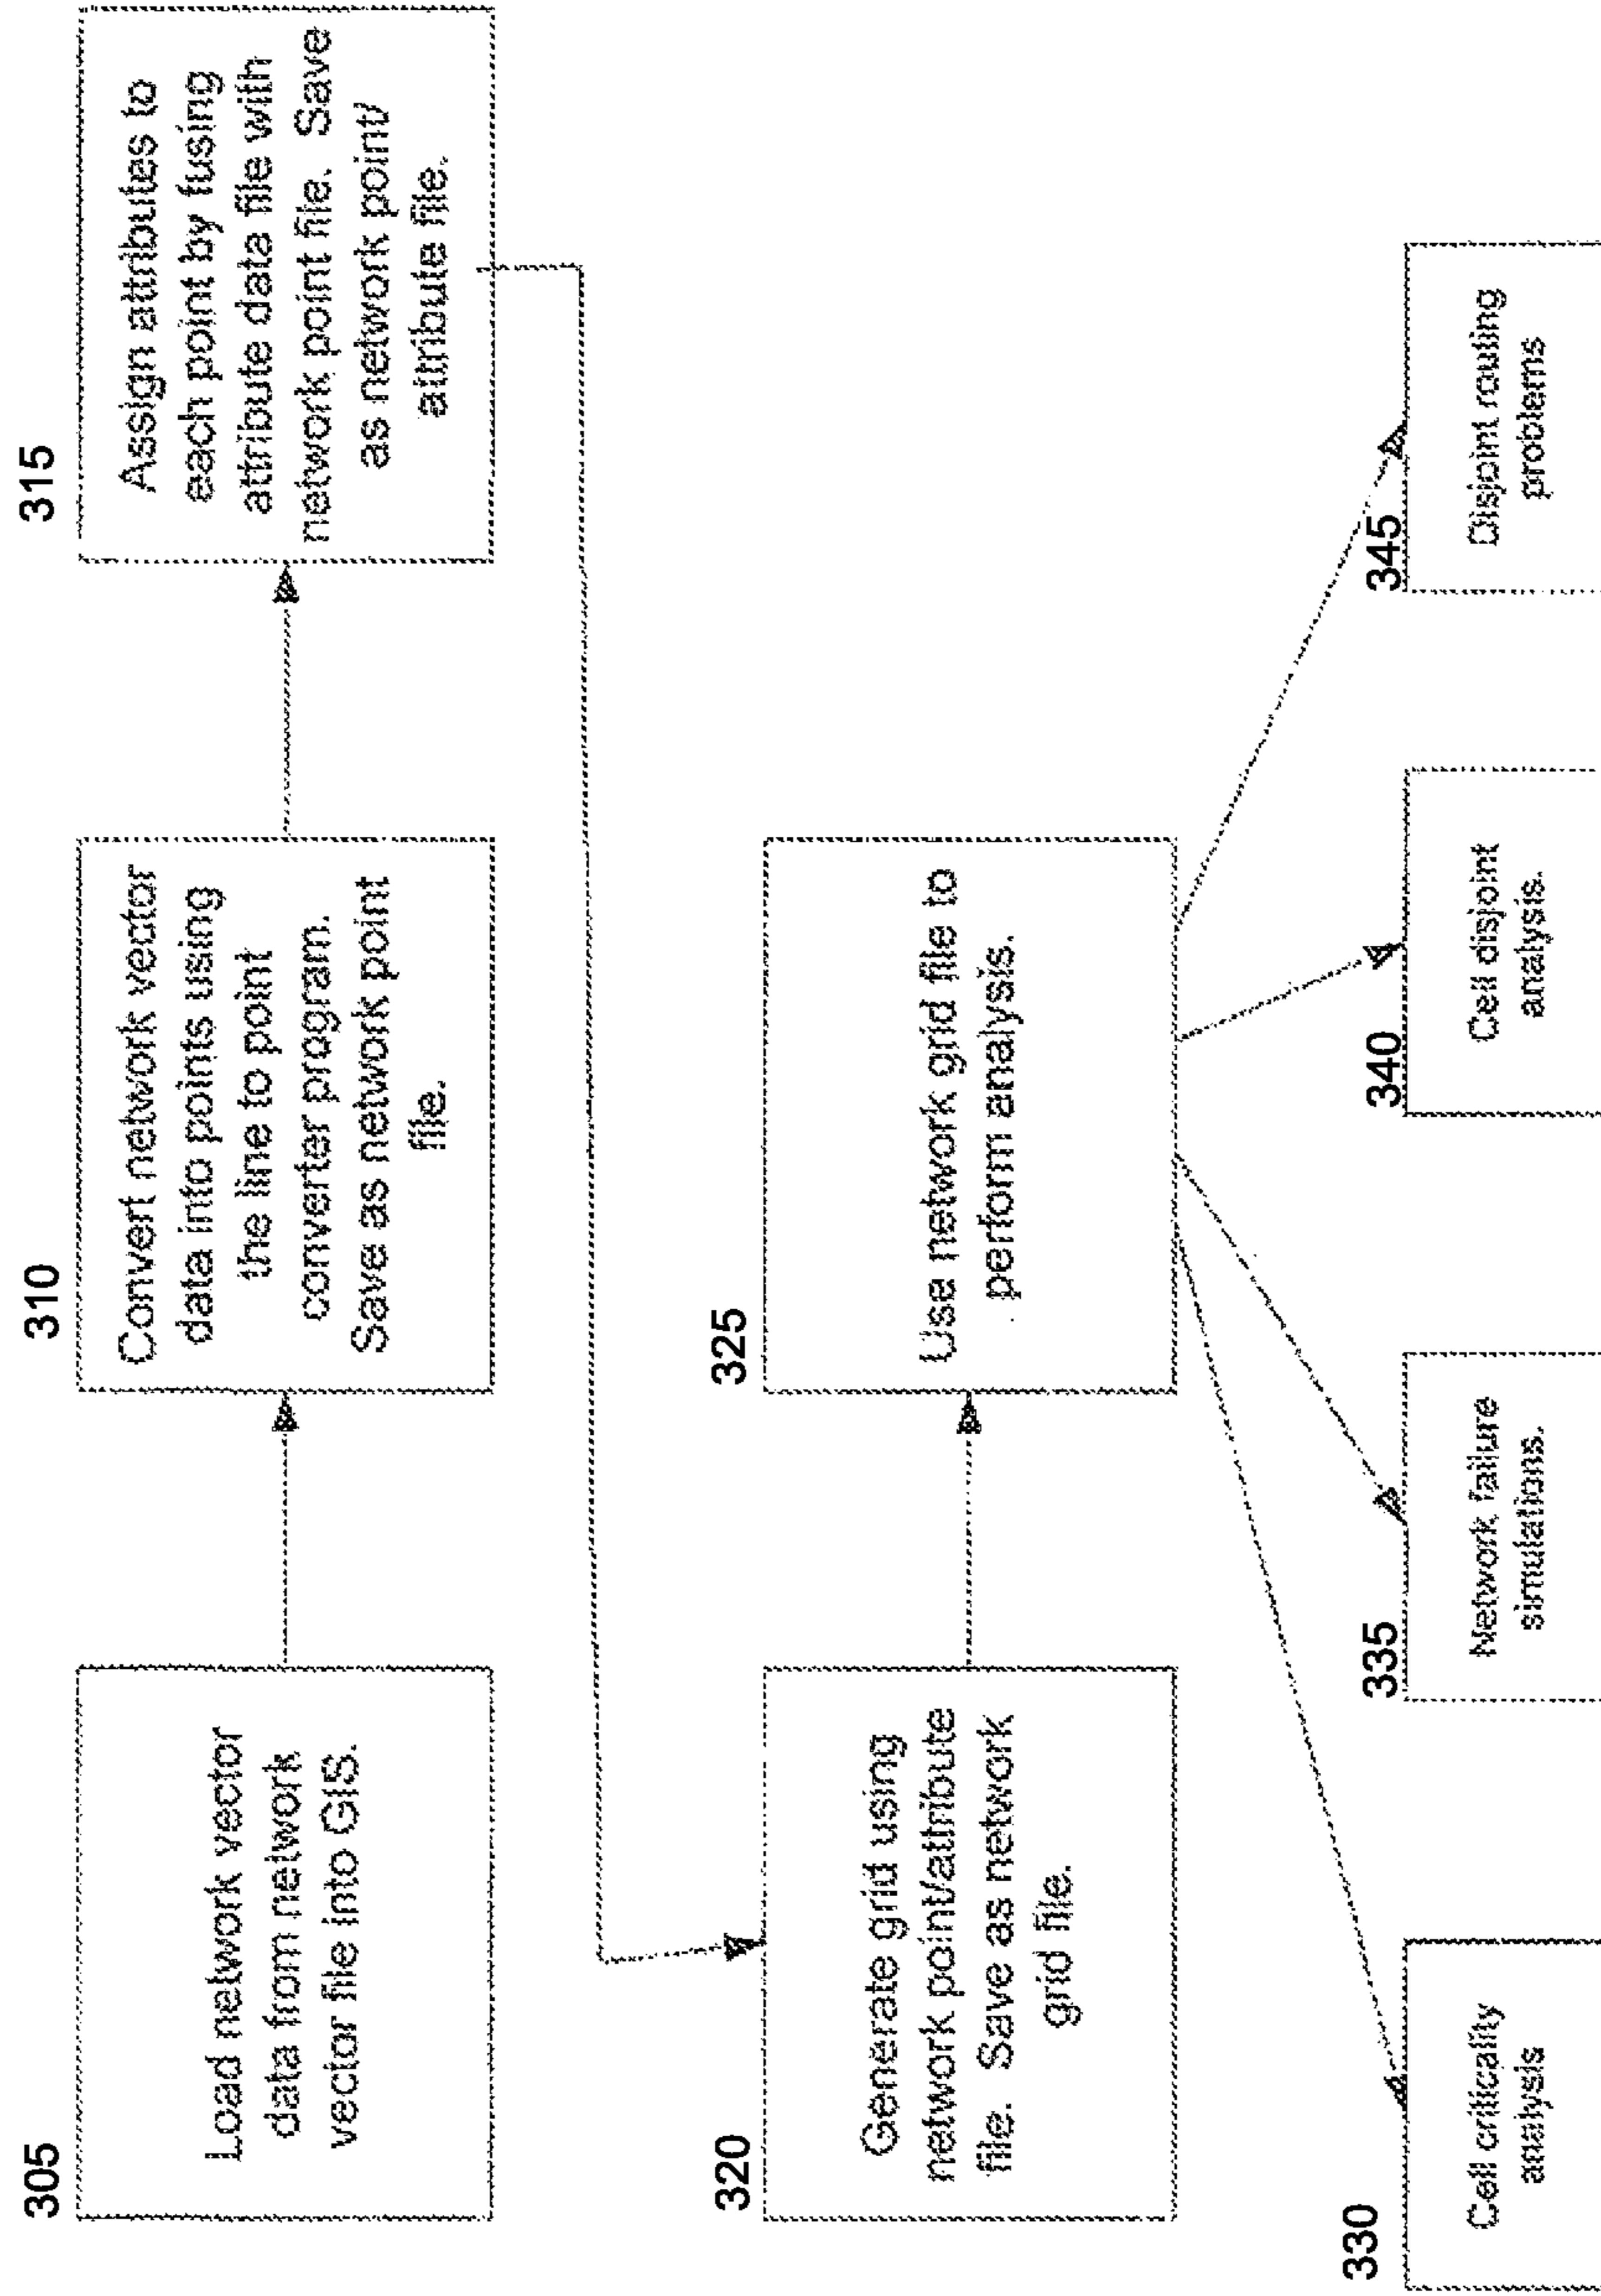 305
Load network vector
data from network
vector file into GIS.
310
Convert network vector
data into points using
the line to point
converter program.
Save as network point
file.
315
Assign attributes to
each point by fusing
attribute data file with
network point file. Save
as network point/
attribute file.
320
Generate grid using
network point/attribute
file. Save as network
grid file.
325
Use network grid file to
perform analysis.
330
Cell criticality
analysis
335
Network failure
simulations.
340
Cell disjoint
analysis.
345
Disjoint routing
problems